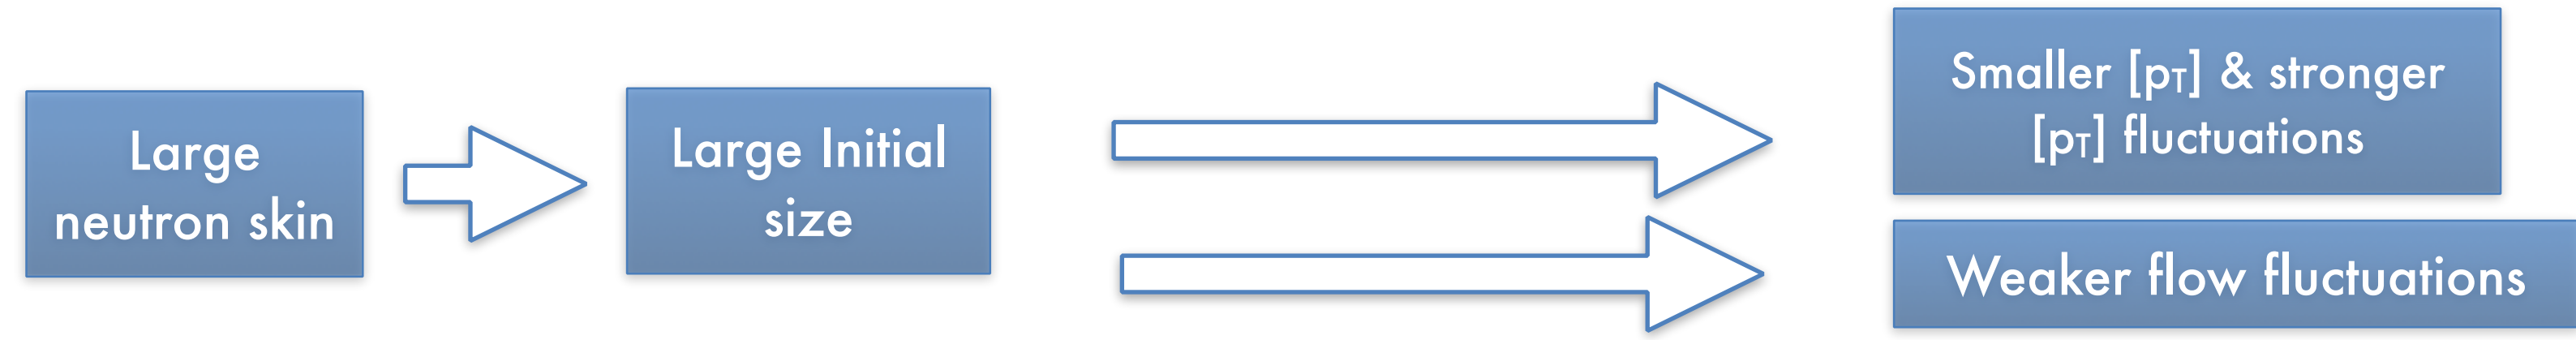 Large
neutron skin
Large Initial
size
Smaller [pT] & stronger
[pT] fluctuations
Weaker flow fluctuations